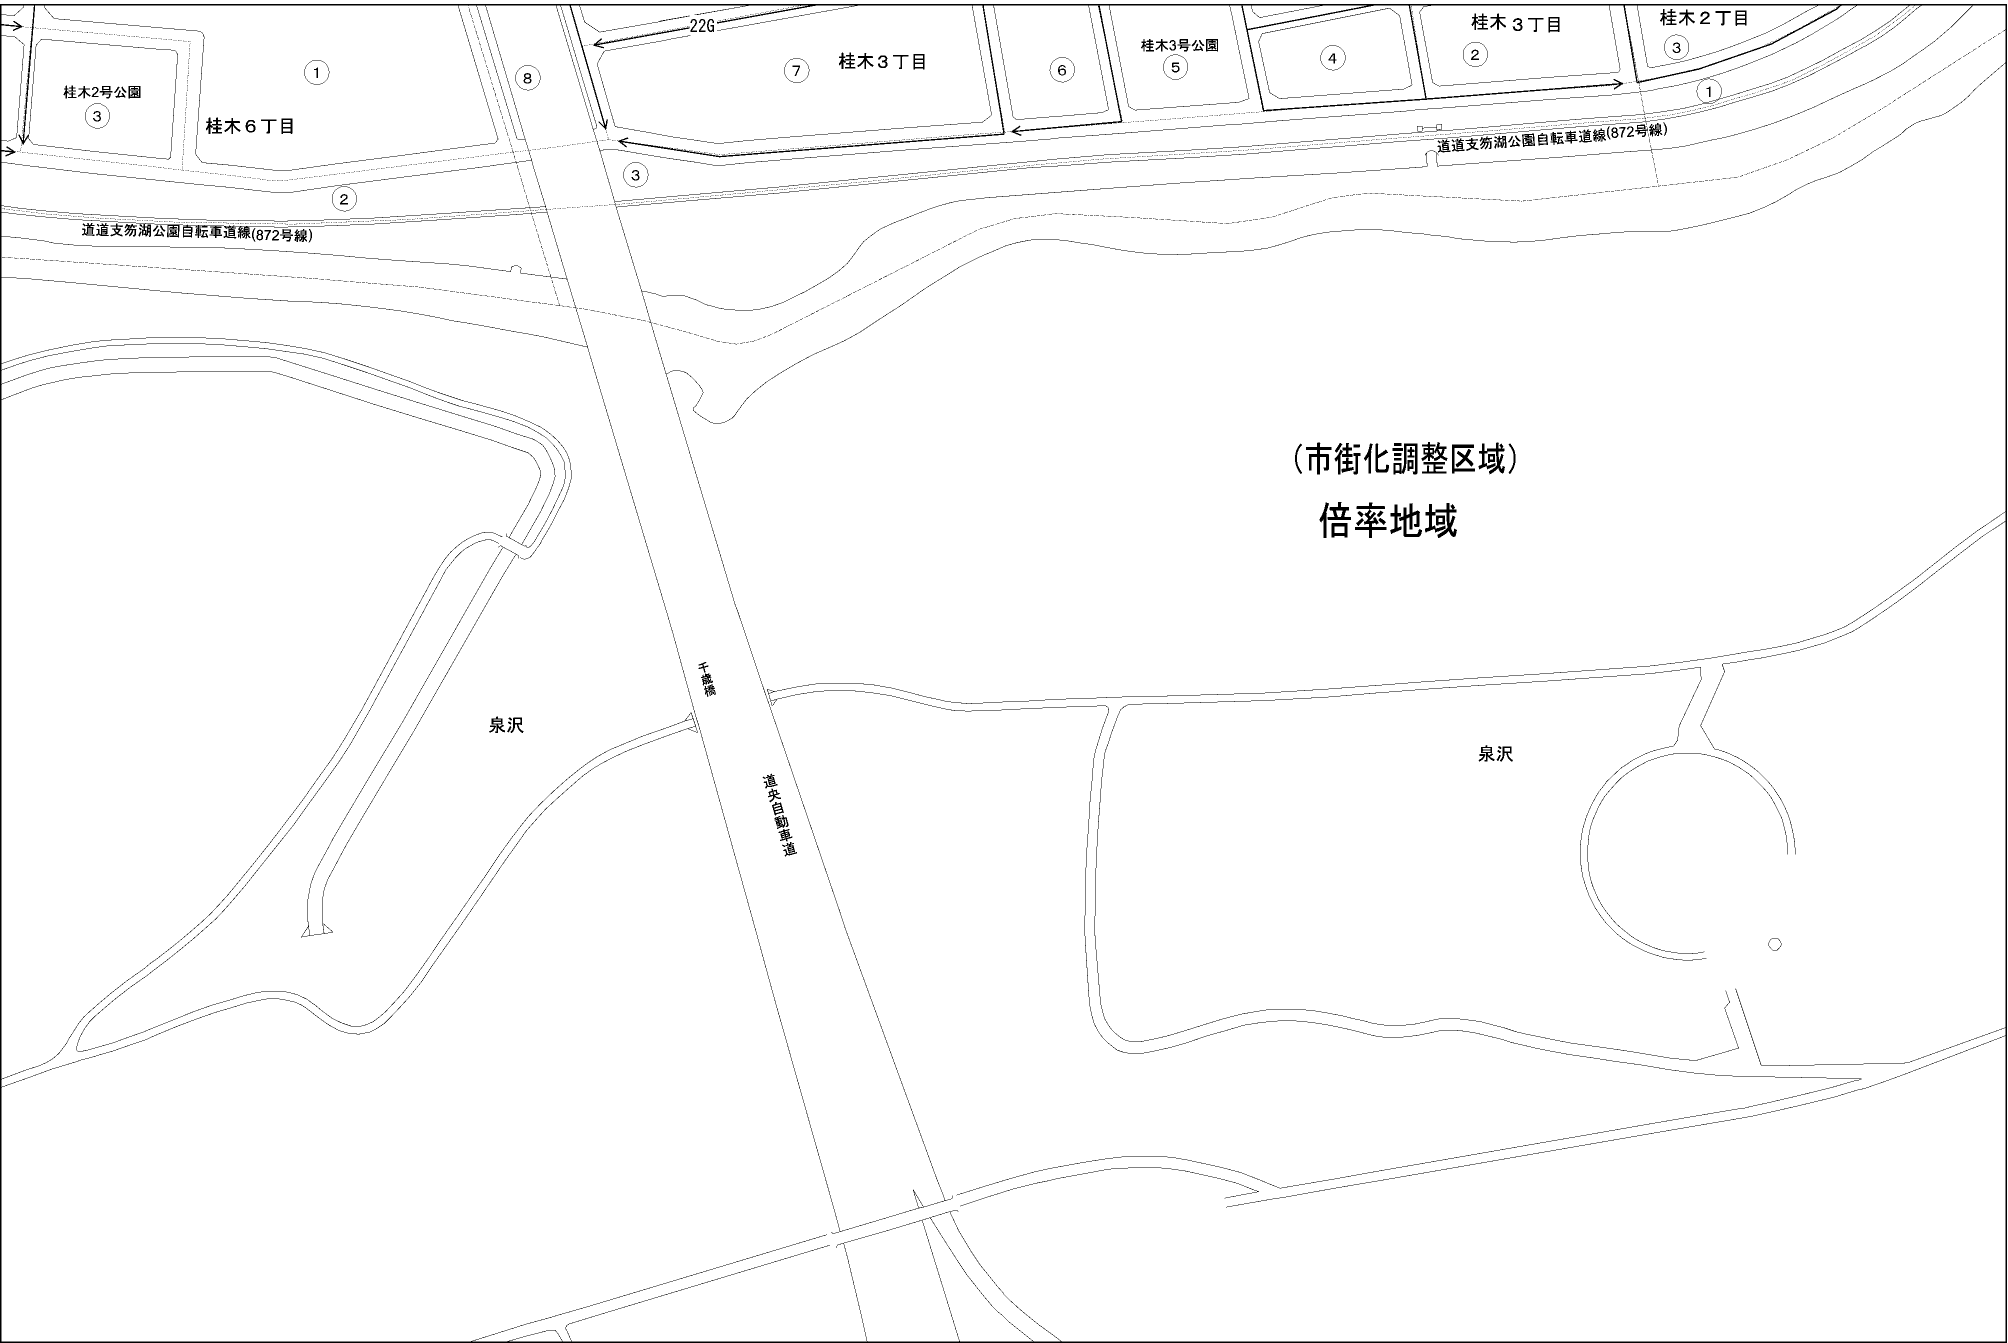 22G
桂木2号公園
③
①
桂木６丁目
⑧
⑦
桂木３丁目
⑥
桂木3号公園
⑤
④
桂木３丁目
②
桂木２丁目
③
①
道道支笏湖公園自転車道線(872号線)
③
②
道道支笏湖公園自転車道線(872号線)
（市街化調整区域）
倍率地域
千歳橋
泉沢
泉沢
道央自動車道